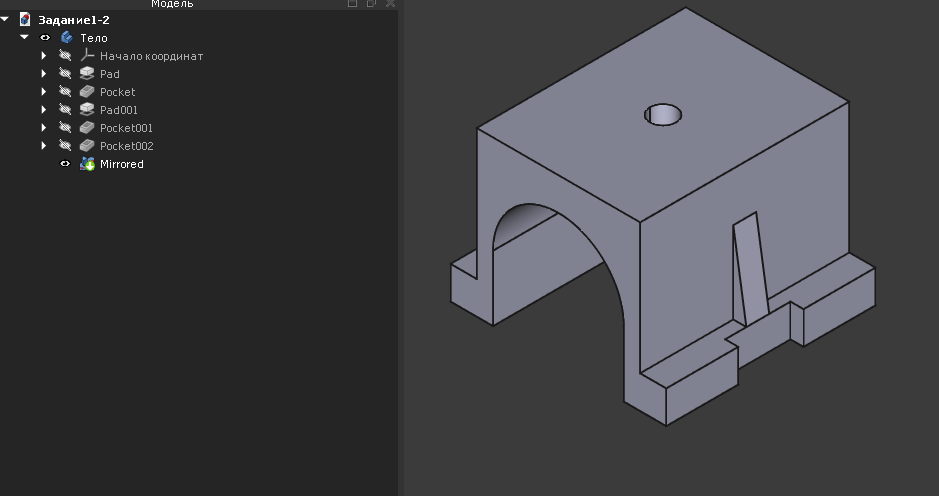 Модель
Задание1-2
Тело
Начало координат
Pad
Pocket
Pad001
Pocket001
Pocket002
Mirrored